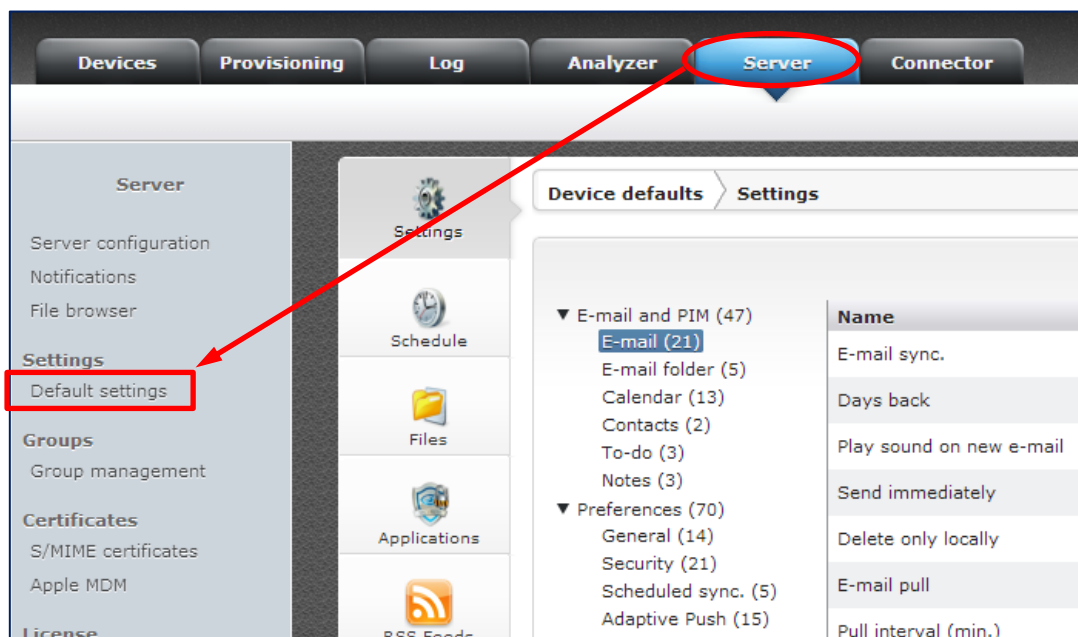 Devices
Provisioning
Log
Analyzer
Server
Connector
Server
Server configuration
Notifications
File browser
Settings
Default settings
Groups
Group management
Certificates
S/MIME certificates
Apple MDM
License
Settings
Schedule
Files
Applications
RSS Feeds
Device defaults
Settings
▼ E-mail and PIM (47)
E-mail (21)
E-mail folder (5)
Calendar (13)
Contacts (2)
To-do (3)
Notes (3)
▼ Preferences (70)
General (14)
Security (21)
Scheduled sync. (5)
Adaptive Push (15)
Name
E-mail sync.
Days back
Play sound on new e-mail
Send immediately
Delete only locally
E-mail pull
Pull interval (min.)